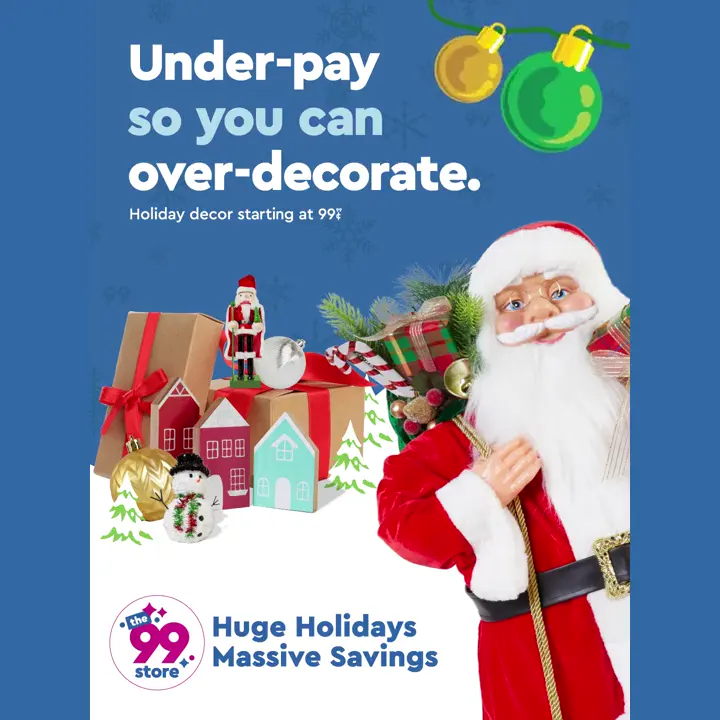 Under-pay
so you can
over-decorate.
Holiday decor starting at 99
the
99
store
Huge Holidays
Massive Savings